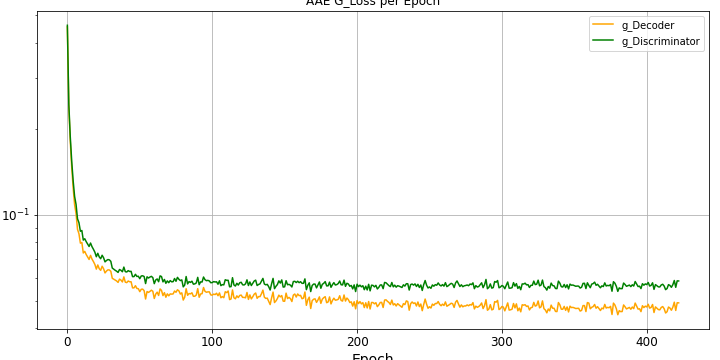 AAE G_Loss per Epoch
g_Decoder
g_Discriminator
10⁻¹
0 100 200 300 400
Epoch